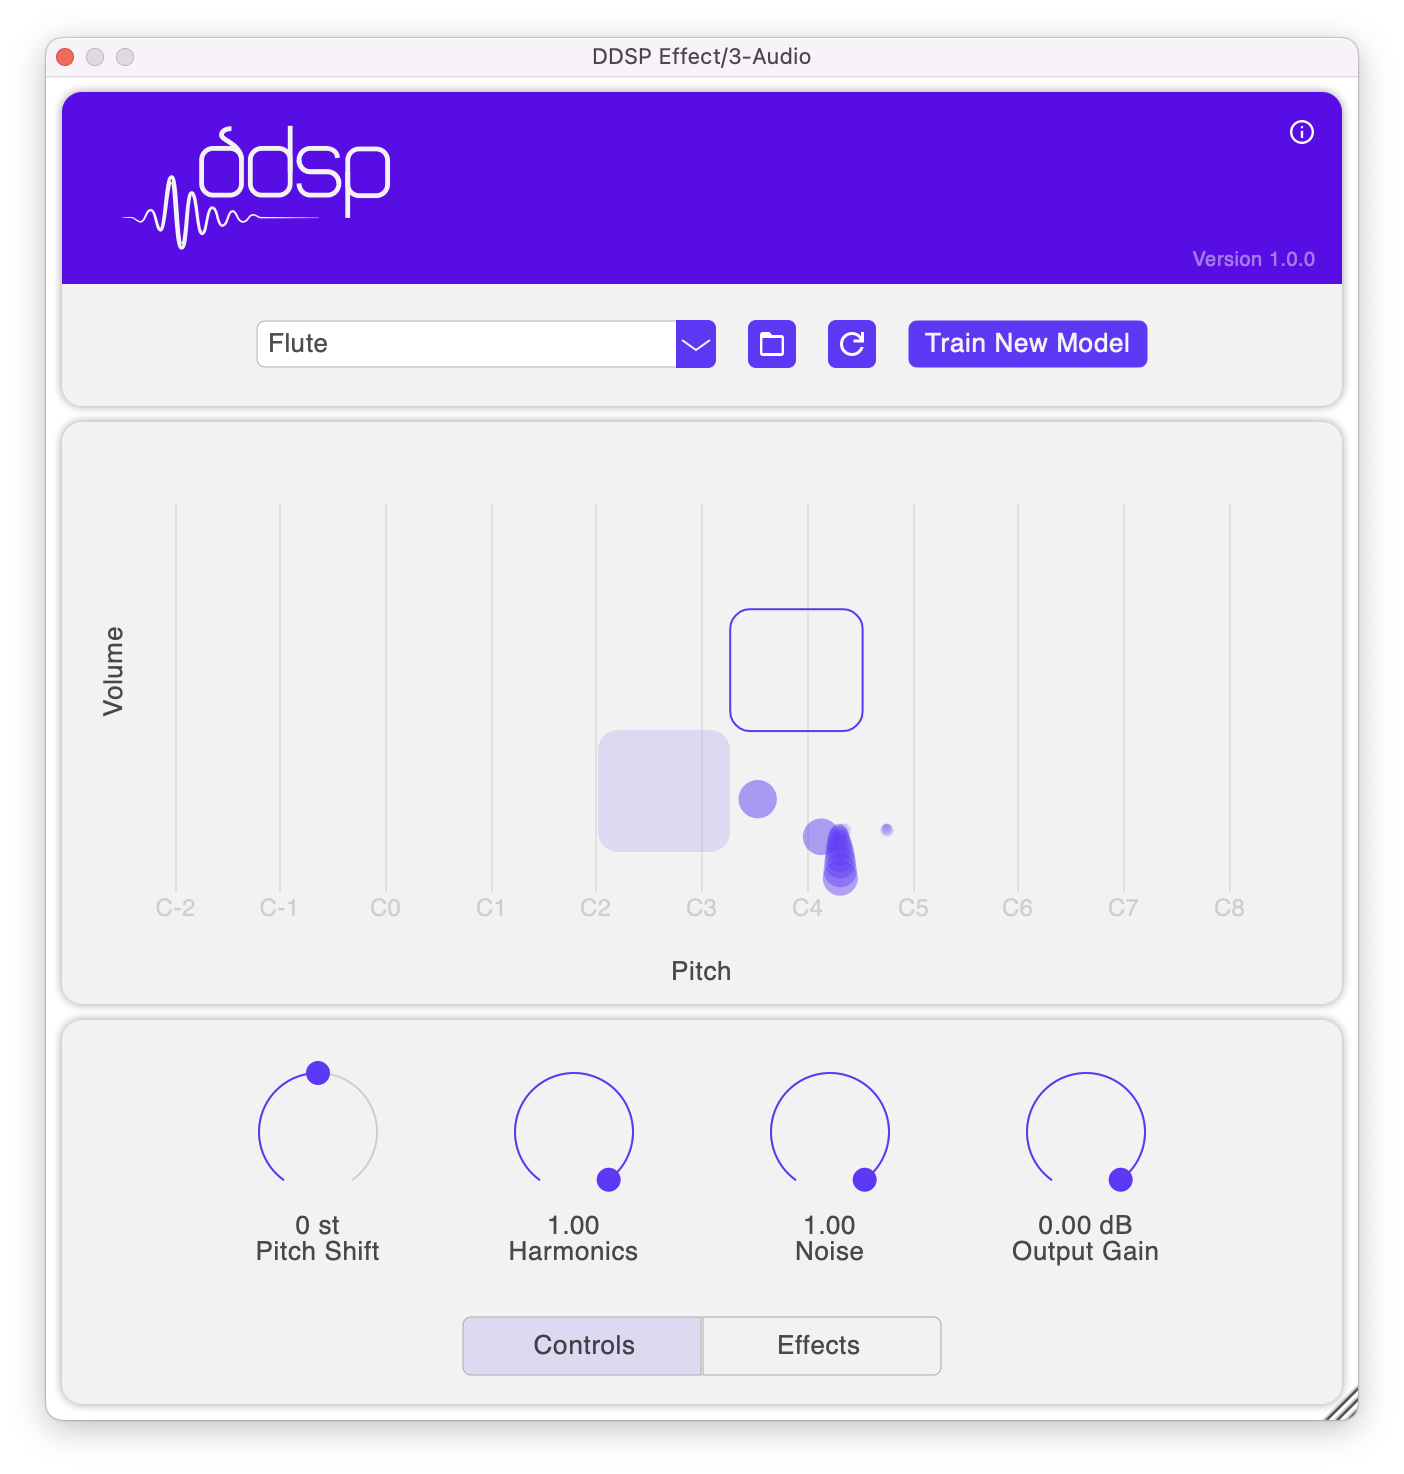 DDSP Effect/3-Audio
ddsp
Version 1.0.0
Flute
Train New Model
Volume
C-2 C-1 C0 C1 C2 C3 C4 C5 C6 C7 C8
Pitch
0 st 1.00 1.00 0.00 dB
Pitch Shift Harmonics Noise Output Gain
Controls Effects